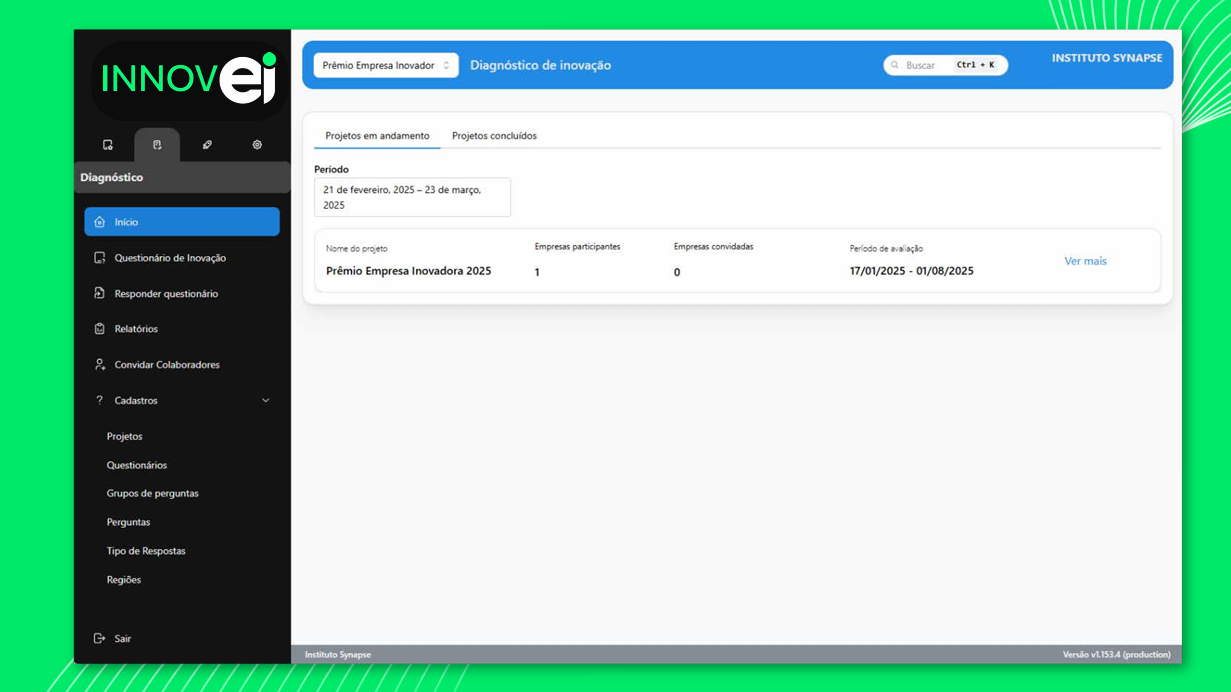 INNOVei
Diagnóstico
Início
Questionário de Inovação
Responder questionário
Relatórios
Convidar Colaboradores
Cadastros
Projetos
Questionários
Grupos de perguntas
Perguntas
Tipo de Respostas
Regiões
Sair
Prêmio Empresa Inovador
Diagnóstico de inovação
Buscar
Ctrl + K
INSTITUTO SYNAPSE
Projetos em andamento
Projetos concluídos
Período
21 de fevereiro, 2025 – 23 de março,
2025
Nome do projeto
Empresas participantes
Empresas convidadas
Período de avaliação
Prêmio Empresa Inovadora 2025
1
0
17/01/2025 - 01/08/2025
Ver mais
Instituto Synapse
Versão v1.153.4 (production)